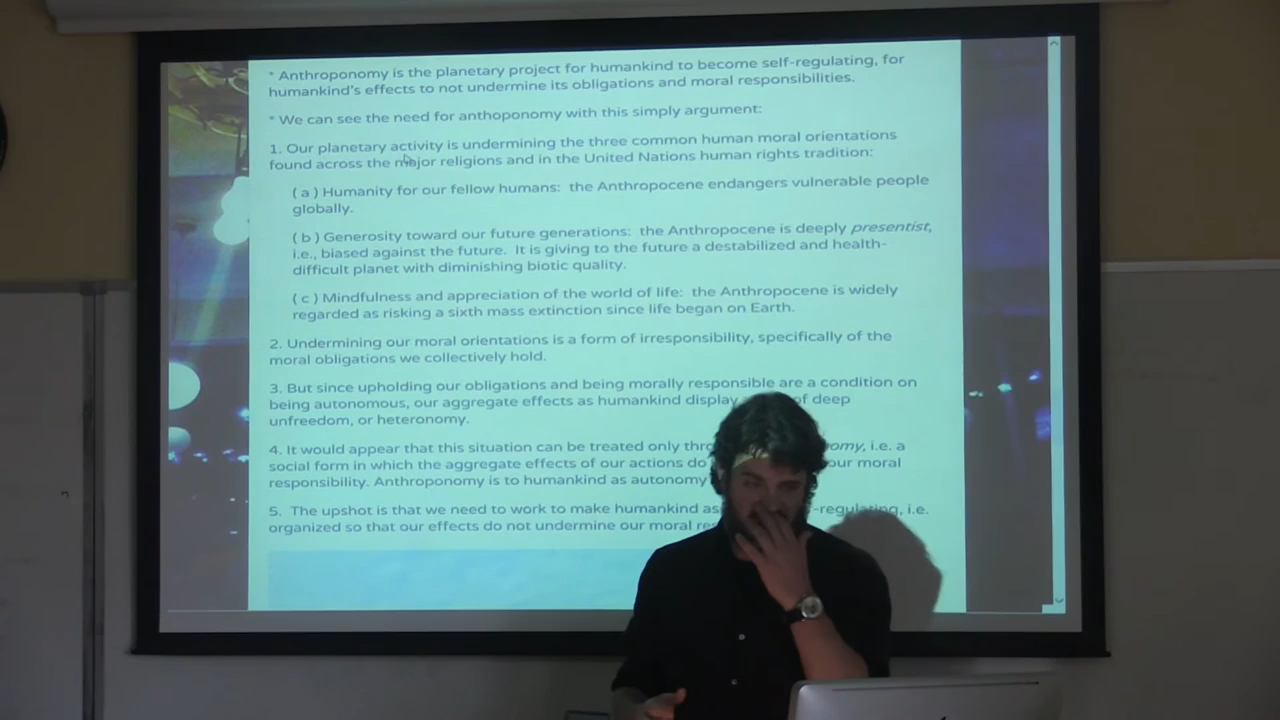 * Anthroponomy is the planetary project for humankind to become self-regulating, for
humankind's effects to not undermine its obligations and moral responsibilities.
* We can see the need for anthoponomy with this simply argument:
1. Our planetary activity is undermining the three common human moral orientations
found across the major religions and in the United Nations human rights tradition:
( a ) Humanity for our fellow humans: the Anthropocene endangers vulnerable people
globally.
( b ) Generosity toward our future generations: the Anthropocene is deeply presentist,
i.e., biased against the future. It is giving to the future a destabilized and health-
difficult planet with diminishing biotic quality.
( c ) Mindfulness and appreciation of the world of life: the Anthropocene is widely
regarded as risking a sixth mass extinction since life began on Earth.
2. Undermining our moral orientations is a form of irresponsibility, specifically of the
moral obligations we collectively hold.
3. But since upholding our obligations and being morally responsible are a condition on
being autonomous, our aggregate effects as humankind display of deep
unfreedom, or heteronomy.
4. It would appear that this situation can be treated only omy, i.e. a
social form in which the aggregate effects of our actions do our moral
responsibility. Anthroponomy is to humankind as autonomy
5. The upshot is that we need to work to make humankind -regulating, i.e.
organized so that our effects do not undermine our moral